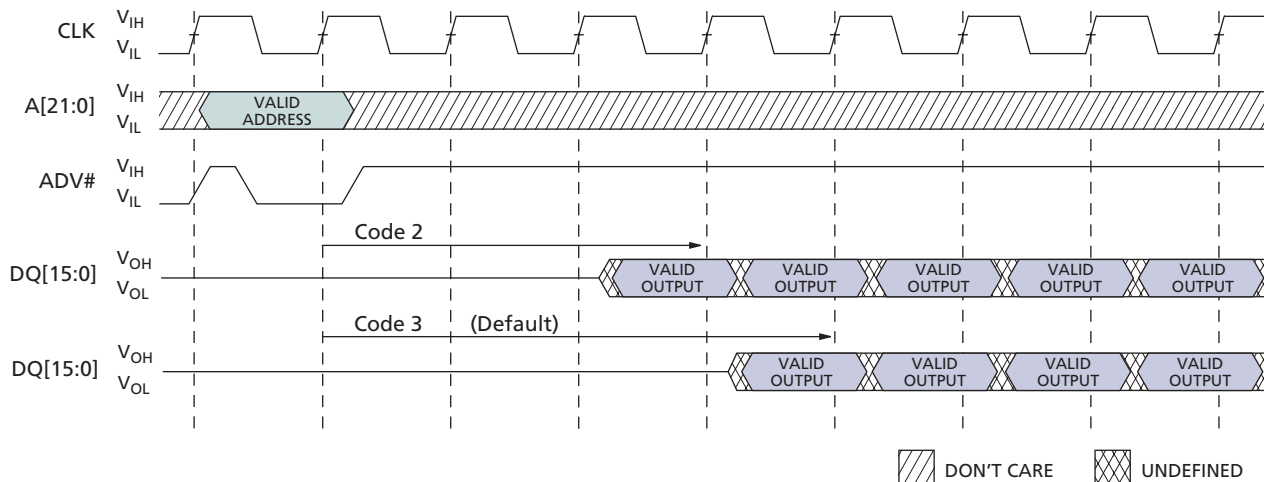 CLK VIH
VIL
A[21:0] VIH
VIL
VALID
ADDRESS
ADV# VIH
VIL
Code 2
DQ[15:0] VOH
VOL
VALID OUTPUT VALID OUTPUT VALID OUTPUT VALID OUTPUT VALID OUTPUT
Code 3 (Default)
DQ[15:0] VOH
VOL
VALID OUTPUT VALID OUTPUT VALID OUTPUT VALID OUTPUT
DON'T CARE UNDEFINED